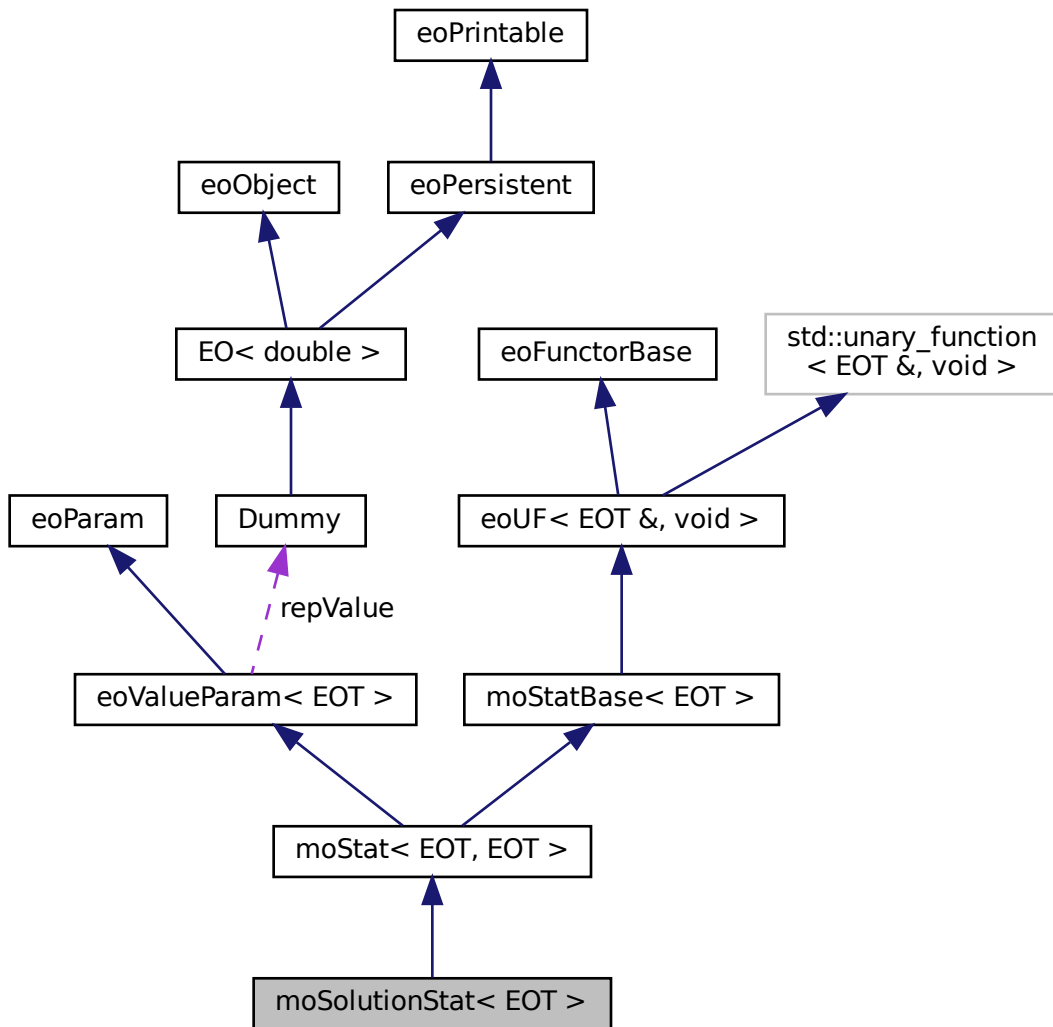 eoPrintable
eoObject
eoPersistent
EO< double >
eoFunctorBase
std::unary_function
< EOT &, void >
eoParam
Dummy
eoUF< EOT &, void >
repValue
eoValueParam< EOT >
moStatBase< EOT >
moStat< EOT, EOT >
moSolutionStat< EOT >